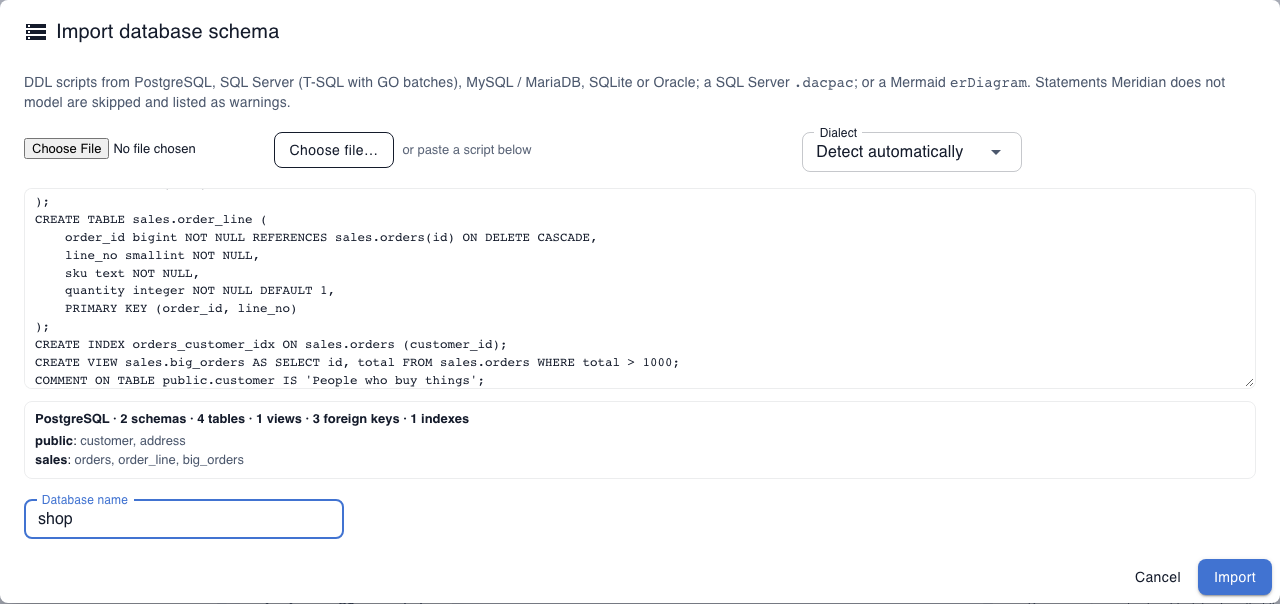 Import database schema
DDL scripts from PostgreSQL, SQL Server (T-SQL with GO batches), MySQL / MariaDB, SQLite or Oracle; a SQL Server .dacpac; or a Mermaid erDiagram. Statements Meridian does not
model are skipped and listed as warnings.
Choose File No file chosen
Choose file...
or paste a script below
Dialect
Detect automatically
);
CREATE TABLE sales.order_line (
    order_id bigint NOT NULL REFERENCES sales.orders(id) ON DELETE CASCADE,
    line_no smallint NOT NULL,
    sku text NOT NULL,
    quantity integer NOT NULL DEFAULT 1,
    PRIMARY KEY (order_id, line_no)
);
CREATE INDEX orders_customer_idx ON sales.orders (customer_id);
CREATE VIEW sales.big_orders AS SELECT id, total FROM sales.orders WHERE total > 1000;
COMMENT ON TABLE public.customer IS 'People who buy things';
PostgreSQL · 2 schemas · 4 tables · 1 views · 3 foreign keys · 1 indexes
public: customer, address
sales: orders, order_line, big_orders
Database name
shop
Cancel
Import